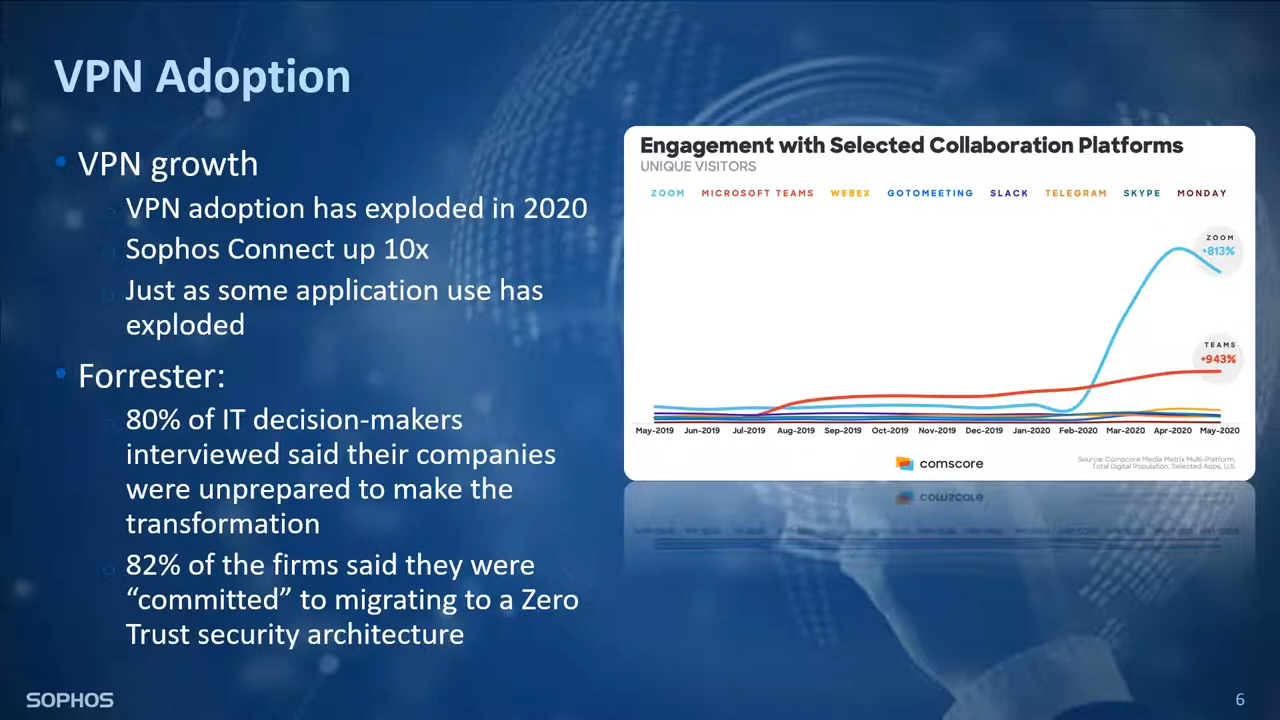 VPN Adoption
VPN growth
VPN adoption has exploded in 2020
Sophos Connect up 10x
Just as some application use has
exploded
Forrester:
80% of IT decision-makers
interviewed said their companies
were unprepared to make the
transformation
82% of the firms said they were
“committed” to migrating to a Zero
Trust security architecture
Engagement with Selected Collaboration Platforms
UNIQUE VISITORS
ZOOM MICROSOFT TEAMS WEBEX GOTOMEETING SLACK TELEGRAM SKYPE MONDAY
ZOOM
+813%
TEAMS
+943%
May-2019 Jun-2019 Jul-2019 Aug-2019 Sep-2019 Oct-2019 Nov-2019 Dec-2019 Jan-2020 Feb-2020 Mar-2020 Apr-2020 May-2020
comscore
Source: Comscore Media Metrix Multi-Platform,
Total Digital Population, Selected Apps, U.S.
SOPHOS
6